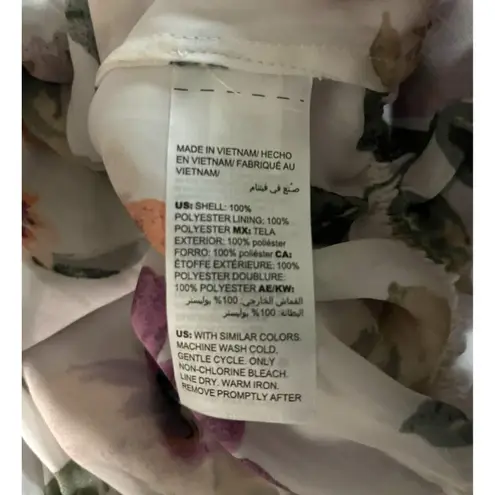 MADE IN VIETNAM/ HECHO
EN VIETNAM/ FABRIQUÉ AU
VIETNAM/
صنع في فيتنام
US: SHELL: 100%
POLYESTER LINING: 100%
POLYESTER MX: TELA
EXTERIOR: 100% poliéster
FORRO: 100% poliéster CA:
ÉTOFFE EXTÉRIEURE: 100%
POLYESTER DOUBLURE:
100% POLYESTER AE/KW:
القماش الخارجي: 100% بوليستر
البطانة: 100% بوليستر
US: WITH SIMILAR COLORS.
MACHINE WASH COLD.
GENTLE CYCLE. ONLY
NON-CHLORINE BLEACH.
LINE DRY. WARM IRON.
REMOVE PROMPTLY AFTER